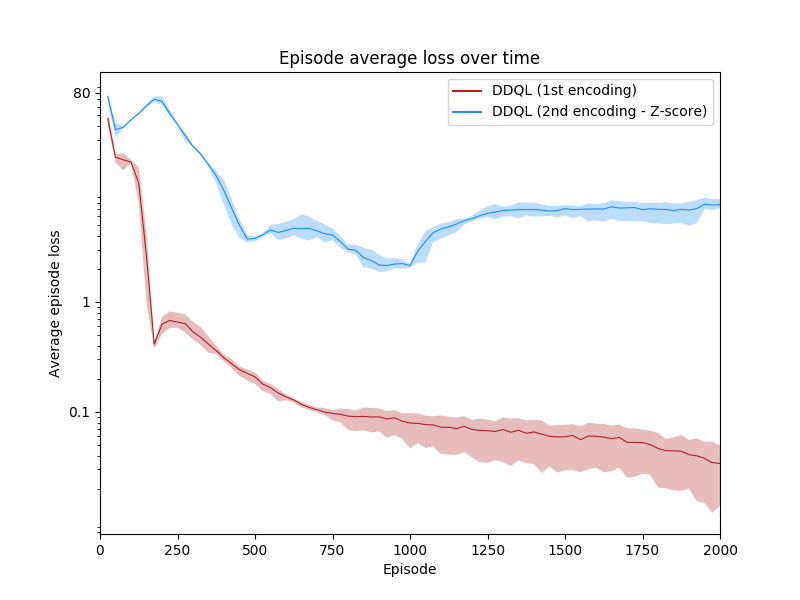 Episode average loss over time
DDQL (1st encoding)
DDQL (2nd encoding - Z-score)
80
1
0.1
Average episode loss
0
250
500
750
1000
1250
1500
1750
2000
Episode